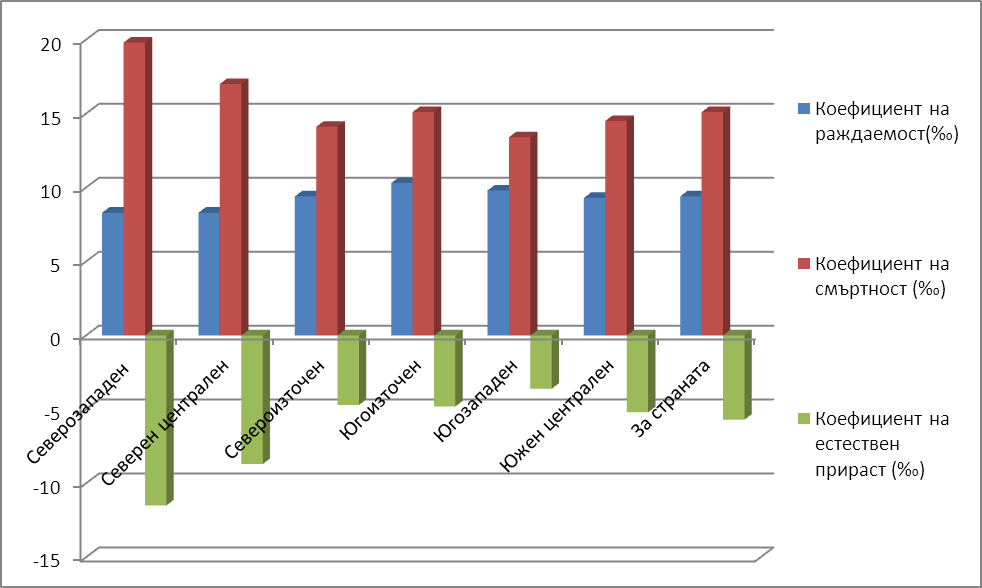 20
15
10
5
0
-5
-10
-15
Северозападен
Северен централен
Североизточен
Югоизточен
Югозападен
Южен централен
За страната
Коефициент на
раждаемост(‰)
Коефициент на
смъртност (‰)
Коефициент на
естествен
прираст (‰)